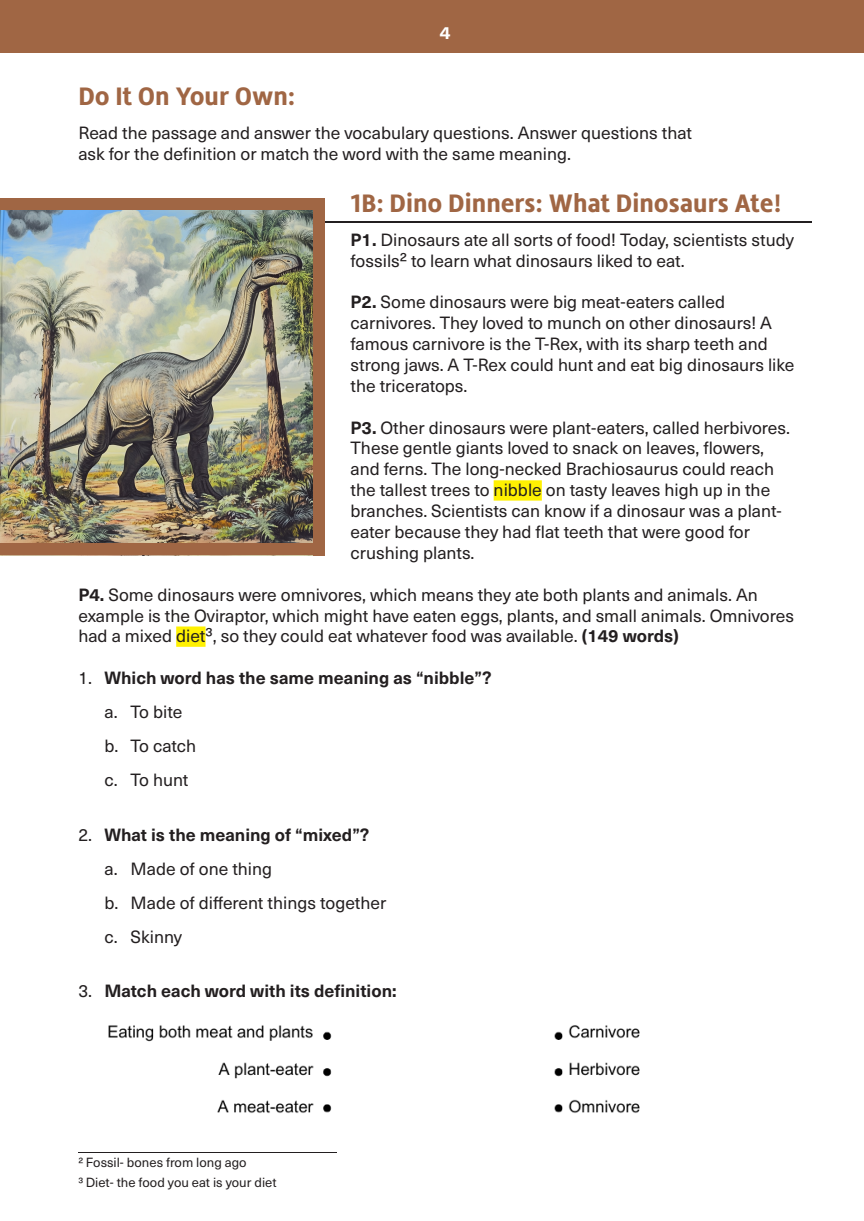 4
Do It On Your Own:
Read the passage and answer the vocabulary questions. Answer questions that
ask for the definition or match the word with the same meaning.
1B: Dino Dinners: What Dinosaurs Ate!
P1. Dinosaurs ate all sorts of food! Today, scientists study
fossils² to learn what dinosaurs liked to eat.
P2. Some dinosaurs were big meat-eaters called
carnivores. They loved to munch on other dinosaurs! A
famous carnivore is the T-Rex, with its sharp teeth and
strong jaws. A T-Rex could hunt and eat big dinosaurs like
the triceratops.
P3. Other dinosaurs were plant-eaters, called herbivores.
These gentle giants loved to snack on leaves, flowers,
and ferns. The long-necked Brachiosaurus could reach
the tallest trees to nibble on tasty leaves high up in the
branches. Scientists can know if a dinosaur was a plant-
eater because they had flat teeth that were good for
crushing plants.
P4. Some dinosaurs were omnivores, which means they ate both plants and animals. An
example is the Oviraptor, which might have eaten eggs, plants, and small animals. Omnivores
had a mixed diet³, so they could eat whatever food was available. (149 words)
1. Which word has the same meaning as “nibble”?
a. To bite
b. To catch
c. To hunt
2. What is the meaning of “mixed”?
a. Made of one thing
b. Made of different things together
c. Skinny
3. Match each word with its definition:
Eating both meat and plants • • Carnivore
A plant-eater • • Herbivore
A meat-eater • • Omnivore
² Fossil- bones from long ago
³ Diet- the food you eat is your diet